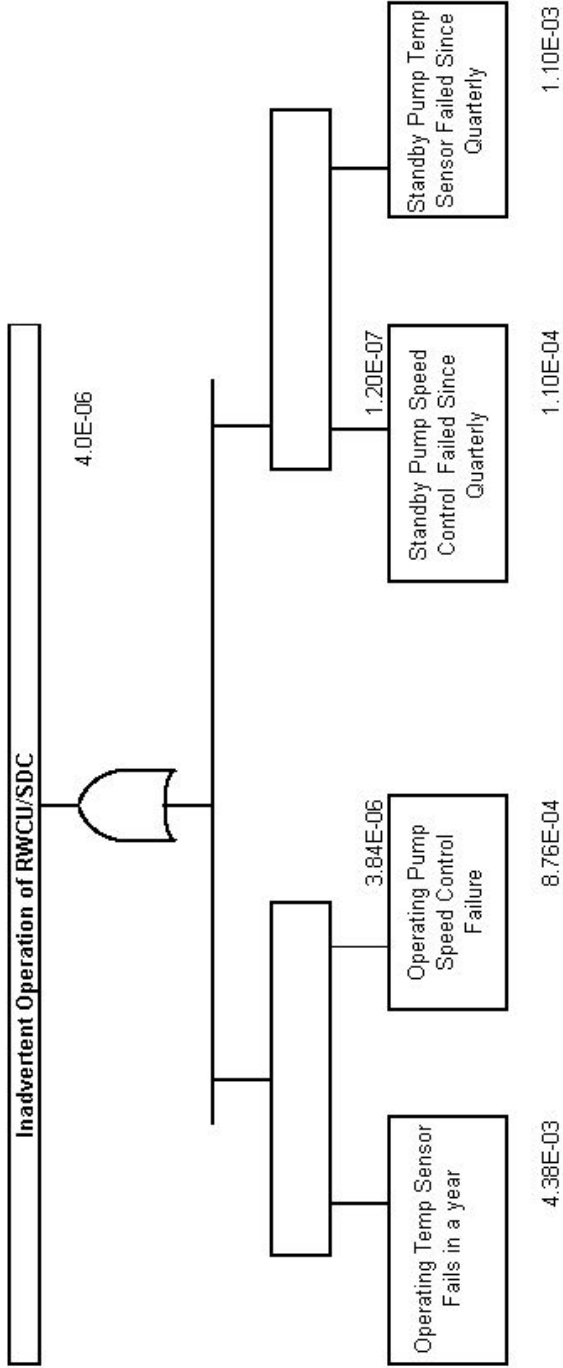 Inadvertent Operation of RWCU/SDC
4.0E-06
3.84E-06
1.20E-07
Operating Temp Sensor
Fails in a year
4.38E-03
Operating Pump
Speed Control
Failure
8.76E-04
Standby Pump Speed
Control Failed Since
Quarterly
1.10E-04
Standby Pump Temp
Sensor Failed Since
Quarterly
1.10E-03